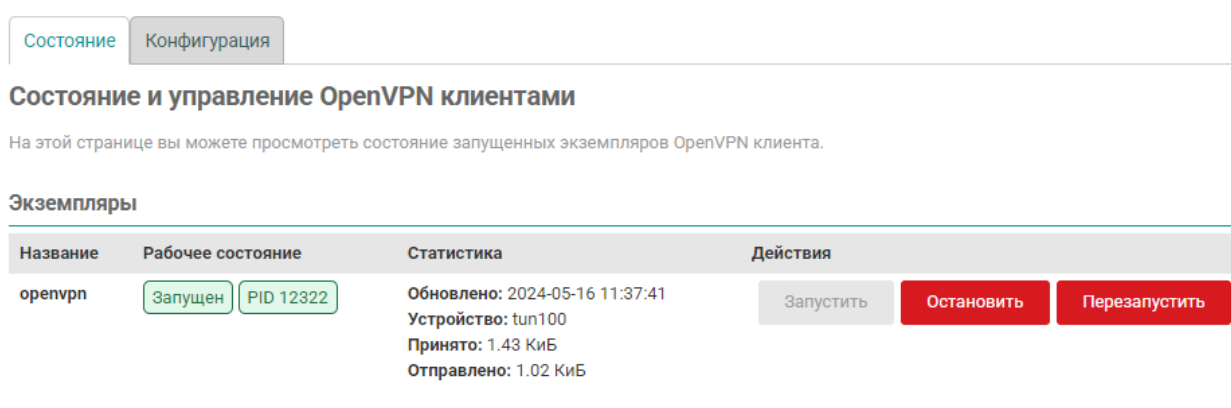 Состояние Конфигурация
Состояние и управление OpenVPN клиентами
На этой странице вы можете просмотреть состояние запущенных экземпляров OpenVPN клиента.
Экземпляры
Название Рабочее состояние Статистика Действия
openvpn Запущен PID 12322 Обновлено: 2024-05-16 11:37:41 Запустить Остановить Перезапустить
Устройство: tun100
Принято: 1.43 КиБ
Отправлено: 1.02 КиБ